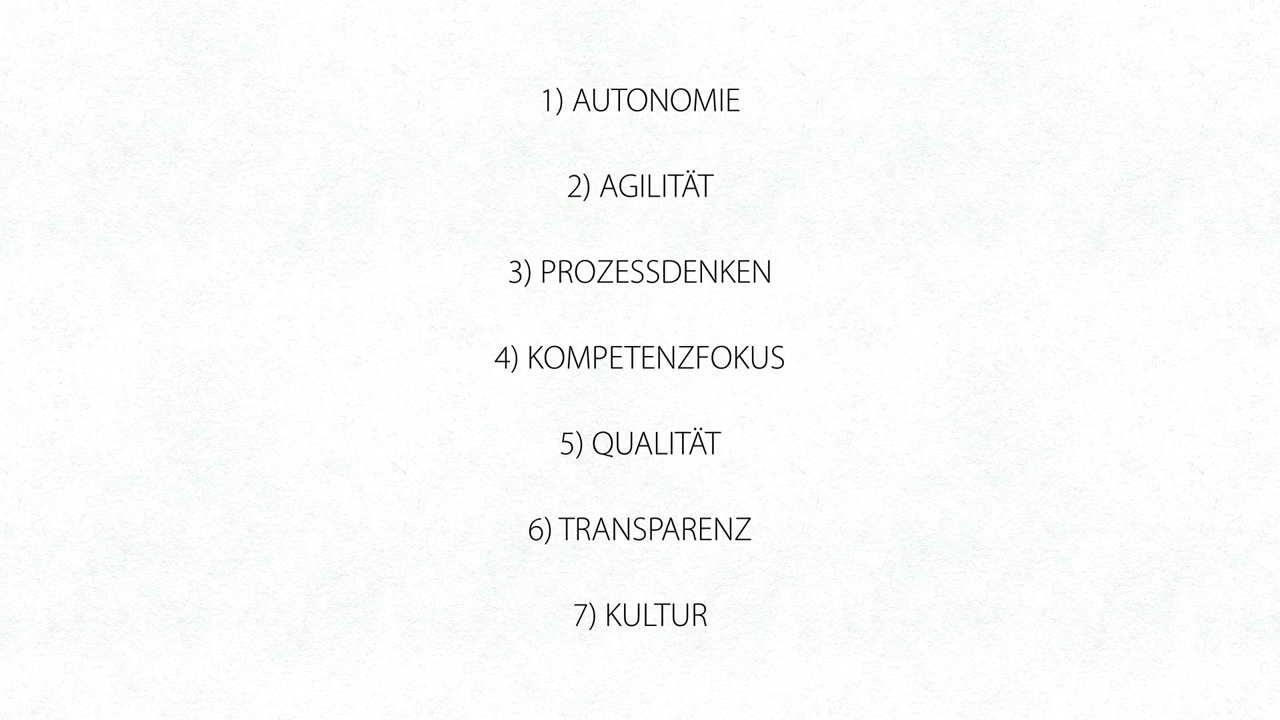 1) AUTONOMIE
2) AGILITÄT
3) PROZESSDENKEN
4) KOMPETENZFOKUS
5) QUALITÄT
6) TRANSPARENZ
7) KULTUR